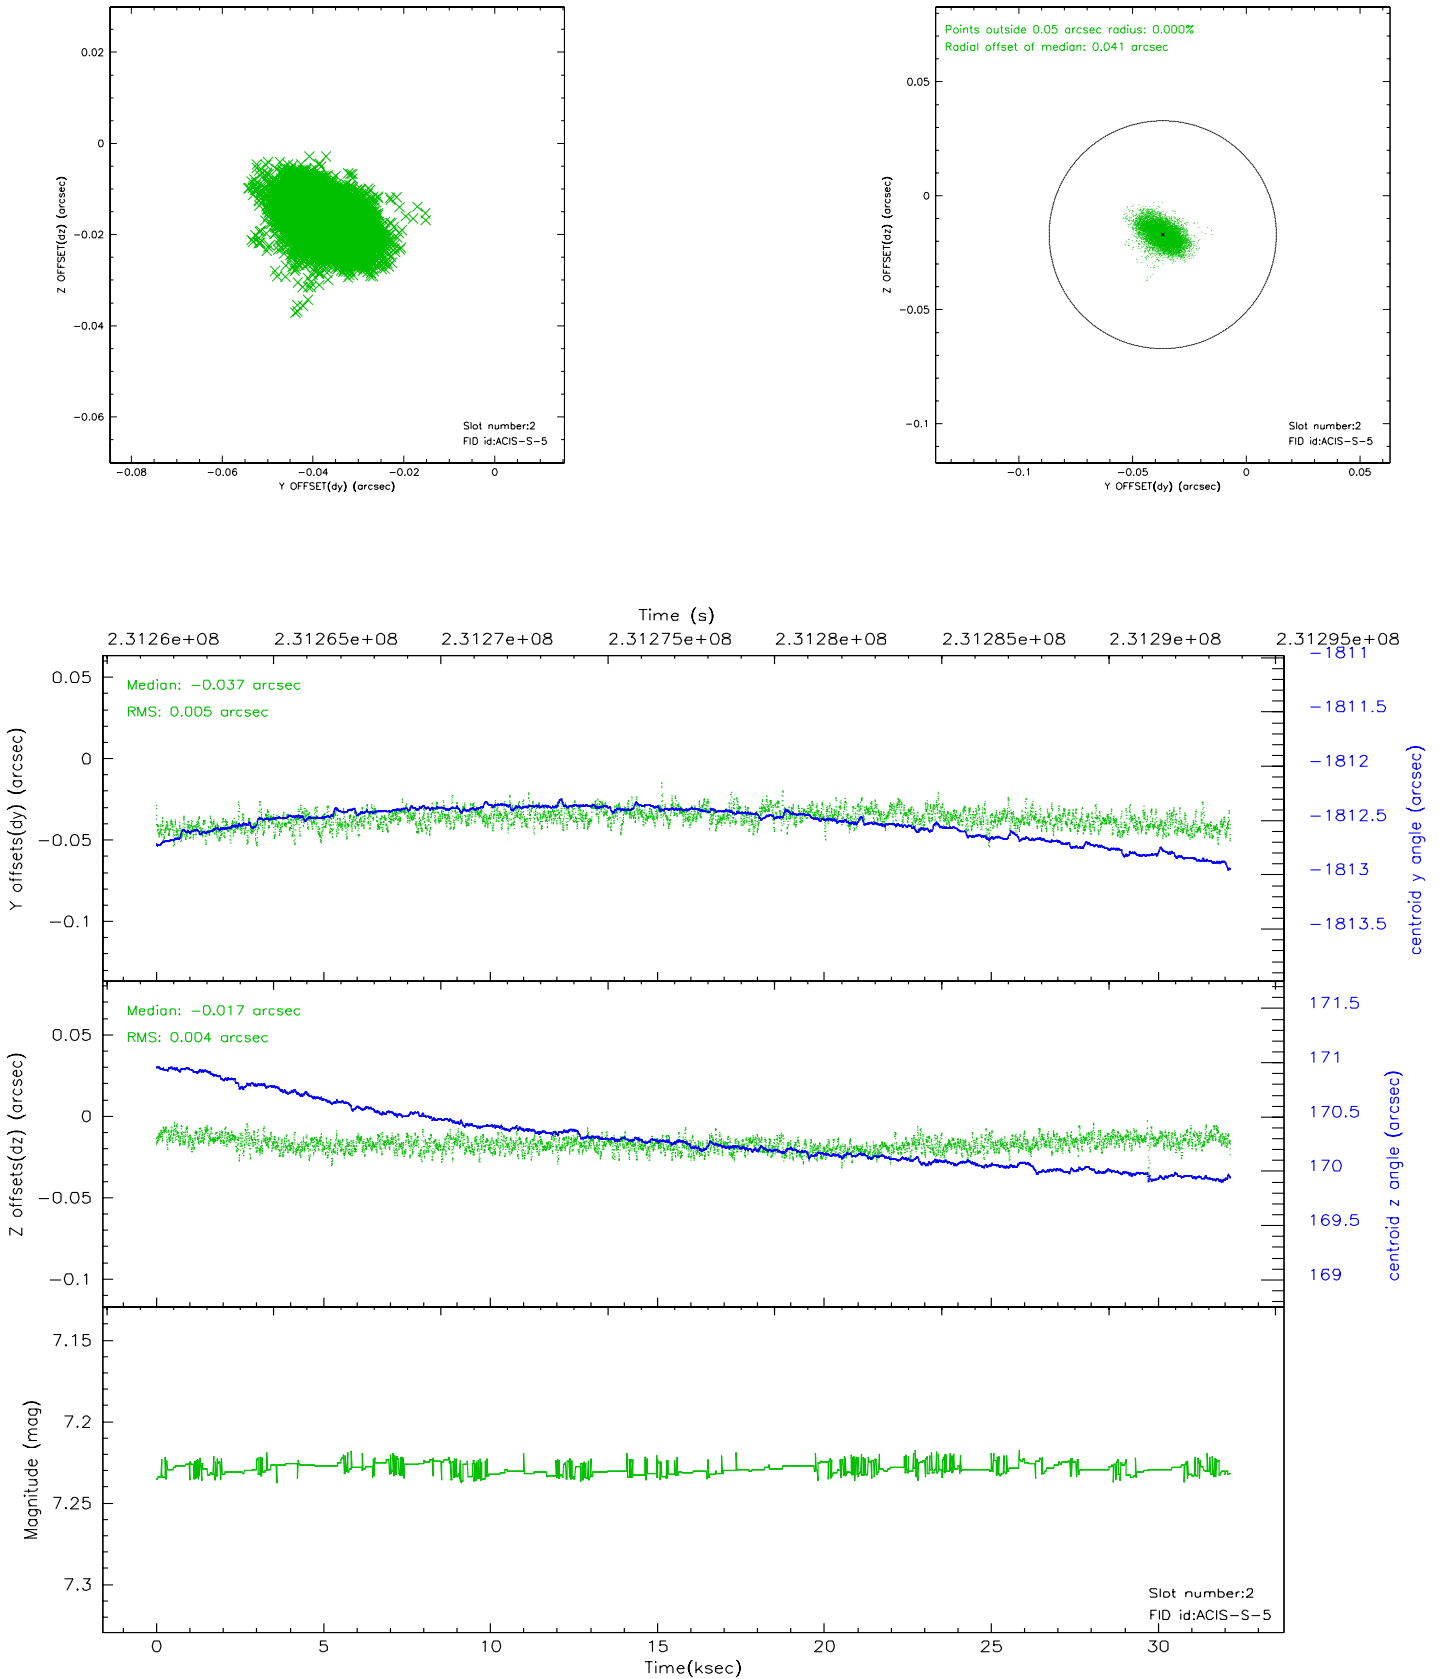 0.02
0
−0.02
−0.04
−0.06
Z OFFSET(dz) (arcsec)
Slot number:2
FID id:ACIS−S−5
−0.08 −0.06 −0.04 −0.02 0
Y OFFSET(dy) (arcsec)
Points outside 0.05 arcsec radius: 0.000%
Radial offset of median: 0.041 arcsec
0.05
0
−0.05
−0.1
Z OFFSET(dz) (arcsec)
Slot number:2
FID id:ACIS−S−5
−0.1 −0.05 0 0.05
Y OFFSET(dy) (arcsec)
Time (s)
2.3126e+08 2.31265e+08 2.3127e+08 2.31275e+08 2.3128e+08 2.31285e+08 2.3129e+08 2.31295e+08
Median: −0.037 arcsec
RMS: 0.005 arcsec
0.05
0
−0.05
−0.1
Y offsets(dy) (arcsec)
−1811
−1811.5
−1812
−1812.5
−1813
−1813.5
centroid y angle (arcsec)
Median: −0.017 arcsec
RMS: 0.004 arcsec
0.05
0
−0.05
−0.1
Z offsets(dz) (arcsec)
171.5
171
170.5
170
169.5
169
centroid z angle (arcsec)
7.15
7.2
7.25
7.3
Magnitude (mag)
Slot number:2
FID id:ACIS−S−5
0 5 10 15 20 25 30
Time(ksec)